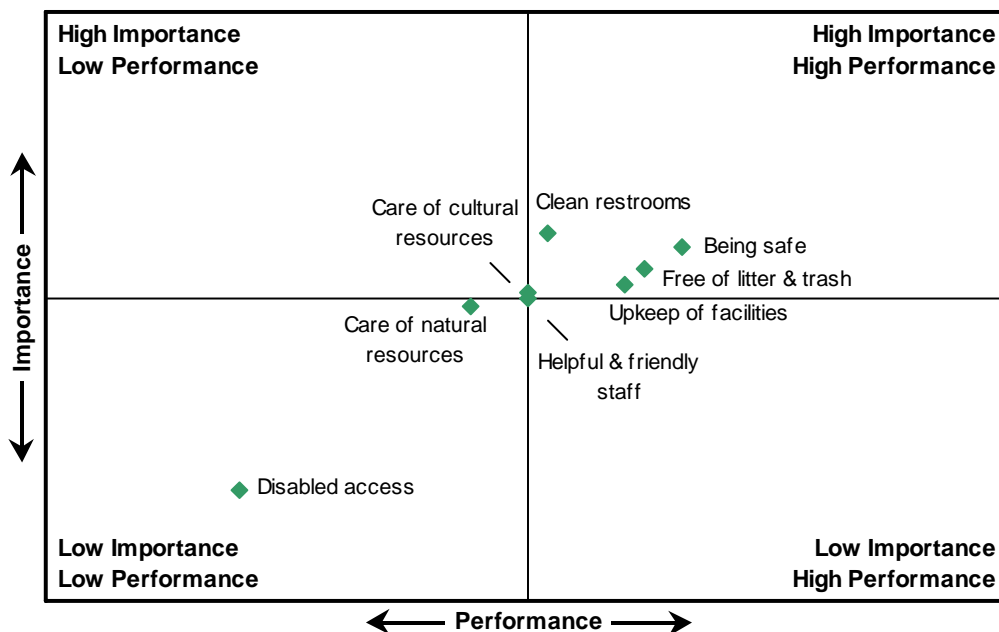 High Importance
Low Performance
High Importance
High Performance
Care of cultural
resources
Clean restrooms
Being safe
Free of litter & trash
Upkeep of facilities
Care of natural
resources
Helpful & friendly
staff
Importance
Disabled access
Low Importance
Low Performance
Low Importance
High Performance
Performance